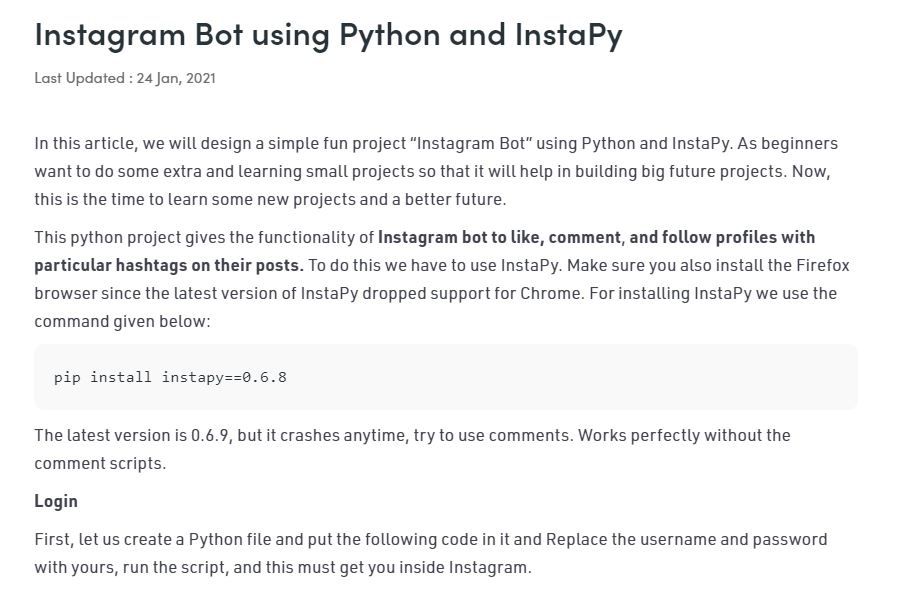 Instagram Bot using Python and InstaPy
Last Updated : 24 Jan, 2021
In this article, we will design a simple fun project “Instagram Bot” using Python and InstaPy. As beginners
want to do some extra and learning small projects so that it will help in building big future projects. Now,
this is the time to learn some new projects and a better future.
This python project gives the functionality of Instagram bot to like, comment, and follow profiles with
particular hashtags on their posts. To do this we have to use InstaPy. Make sure you also install the Firefox
browser since the latest version of InstaPy dropped support for Chrome. For installing InstaPy we use the
command given below:
pip install instapy==0.6.8
The latest version is 0.6.9, but it crashes anytime, try to use comments. Works perfectly without the
comment scripts.
Login
First, let us create a Python file and put the following code in it and Replace the username and password
with yours, run the script, and this must get you inside Instagram.